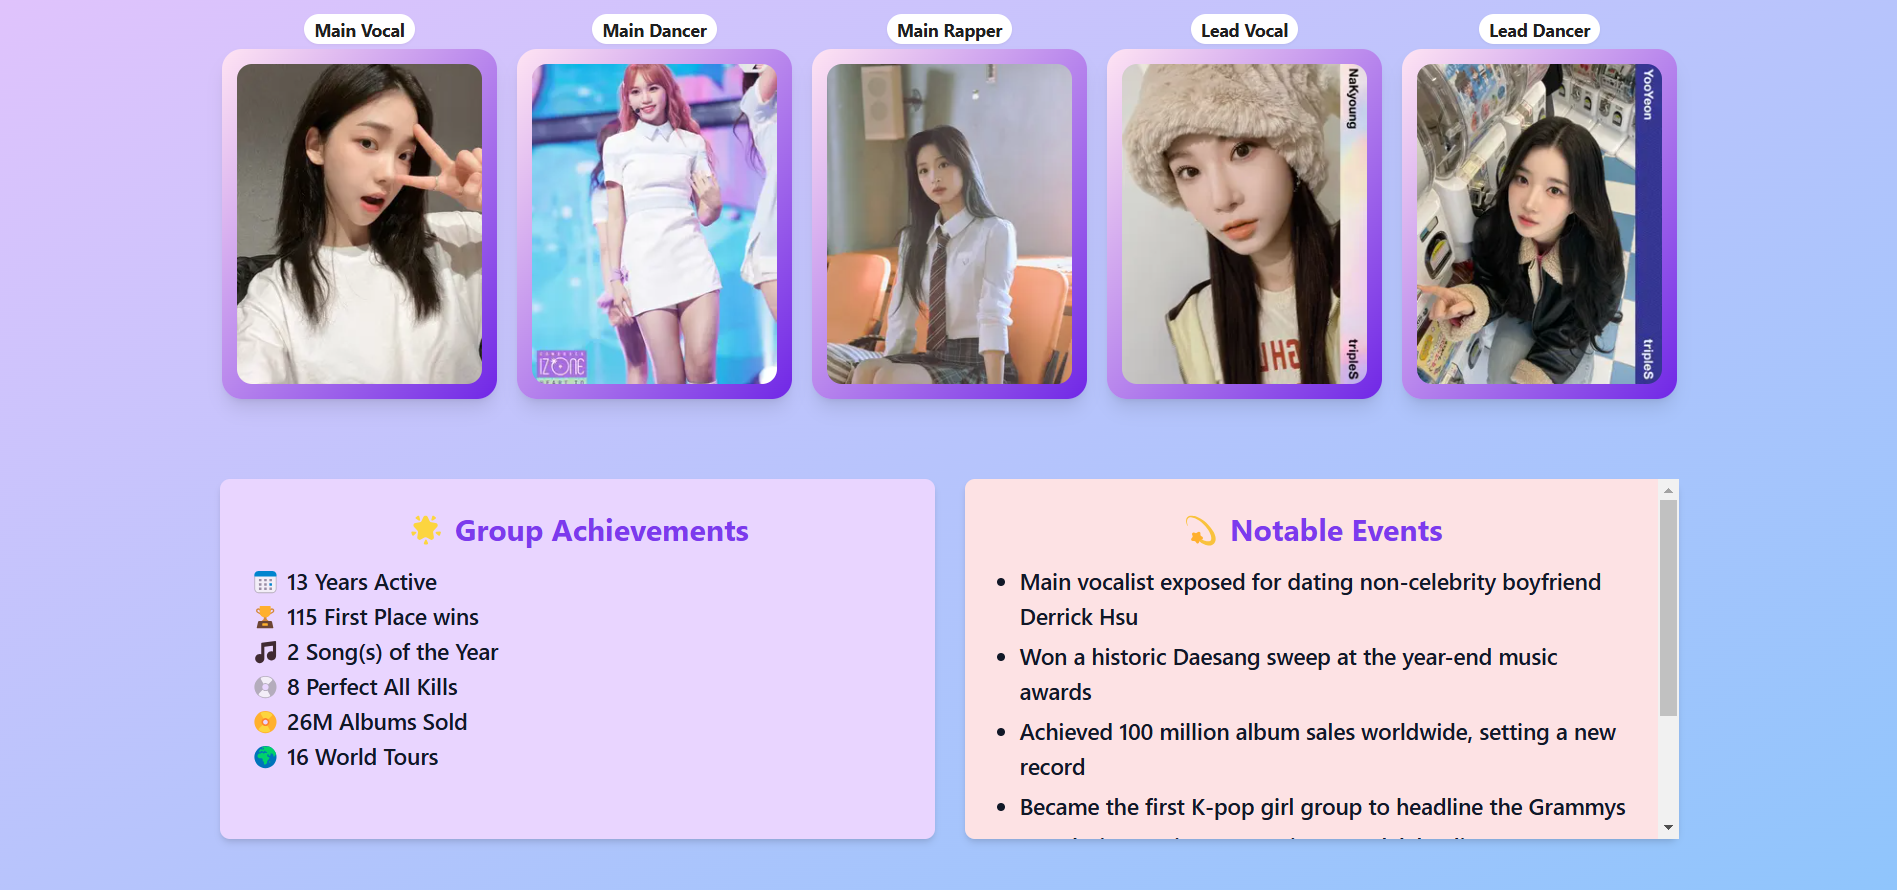 Main Vocal
Main Dancer
Main Rapper
Lead Vocal
Lead Dancer
IZ*ONE
NaKyoung
tripleS
YooYeon
tripleS
Group Achievements
13 Years Active
115 First Place wins
2 Song(s) of the Year
8 Perfect All Kills
26M Albums Sold
16 World Tours
Notable Events
Main vocalist exposed for dating non-celebrity boyfriend
Derrick Hsu
Won a historic Daesang sweep at the year-end music
awards
Achieved 100 million album sales worldwide, setting a new
record
Became the first K-pop girl group to headline the Grammys